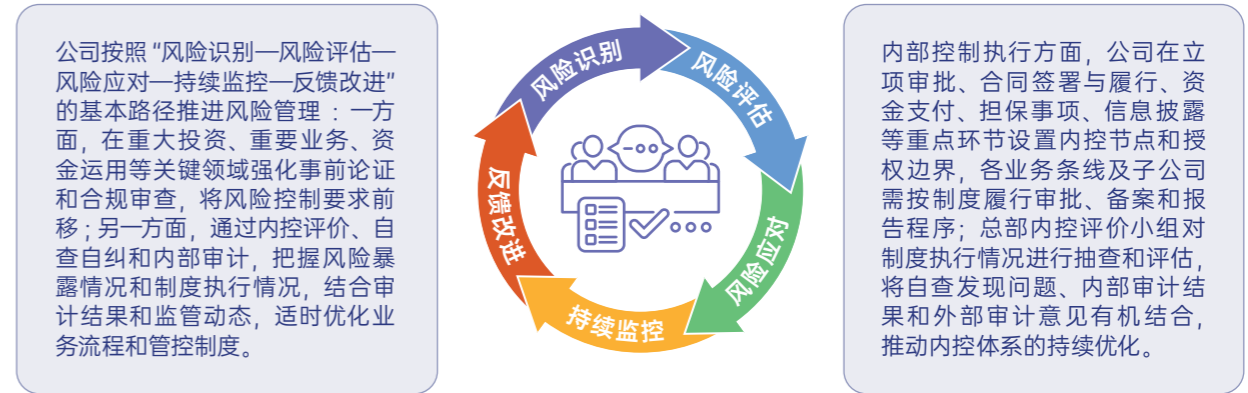 公司按照“风险识别—风险评估—
风险应对—持续监控—反馈改进”
的基本路径推进风险管理：一方
面，在重大投资、重要业务、资
金运用等关键领域强化事前论证
和合规审查，将风险控制要求前
移；另一方面，通过内控评价、自
查自纠和内部审计，把握风险暴
露情况和制度执行情况，结合审
计结果和监管动态，适时优化业
务流程和管控制度。
风险识别
风险评估
风险应对
持续监控
反馈改进
内部控制执行方面，公司在立
项审批、合同签署与履行、资
金支付、担保事项、信息披露
等重点环节设置内控节点和授
权边界，各业务条线及子公司
需按制度履行审批、备案和报
告程序；总部内控评价小组对
制度执行情况进行抽查和评估，
将自查发现问题、内部审计结
果和外部审计意见有机结合，
推动内控体系的持续优化。